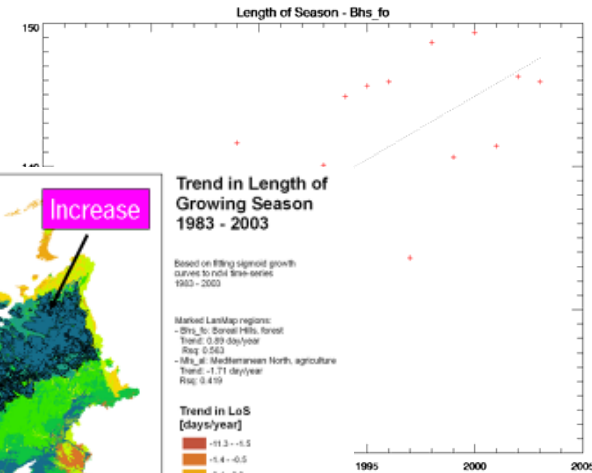 Length of Season - Bhs_fo
150
140
Increase
Trend in Length of
Growing Season
1983 - 2003
Based on fitting sigmoid growth
curves to ndvi time-series
1983 - 2003
Marked LanMap regions:
- Bhs_fo: Boreal Hills, forest
Trend: 0.89 day/year
Rsq: 0.563
- Mls_al: Mediterranean North, agriculture
Trend: -1.71 day/year
Rsq: 0.419
Trend in LoS
[days/year]
-11.3 - -1.5
-1.4 - -0.5
1995
2000
2005